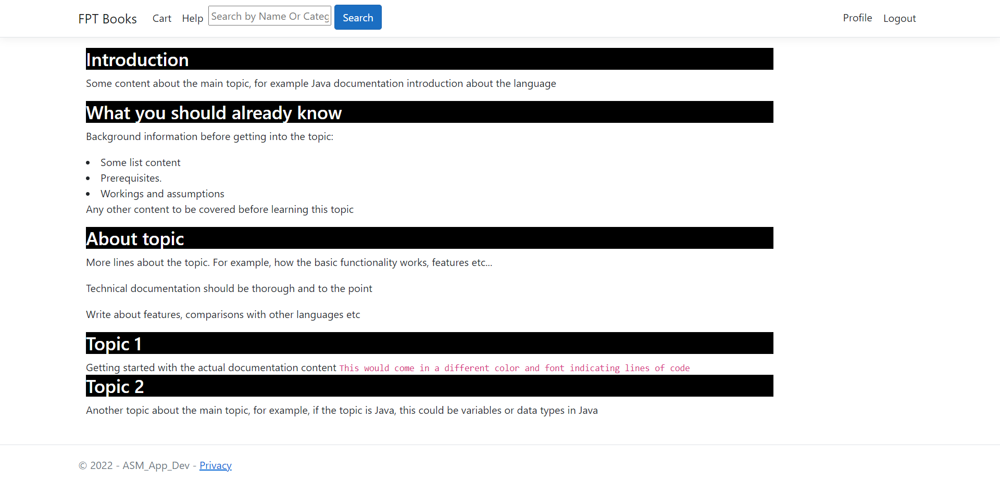 FPT Books Cart Help Search by Name Or Categ Search Profile Logout
Introduction
Some content about the main topic, for example Java documentation introduction about the language
What you should already know
Background information before getting into the topic:
• Some list content
• Prerequisites.
• Workings and assumptions
Any other content to be covered before learning this topic
About topic
More lines about the topic. For example, how the basic functionality works, features etc...
Technical documentation should be thorough and to the point
Write about features, comparisons with other languages etc
Topic 1
Getting started with the actual documentation content This would come in a different color and font indicating lines of code
Topic 2
Another topic about the main topic, for example, if the topic is Java, this could be variables or data types in Java
© 2022 - ASM_App_Dev - Privacy